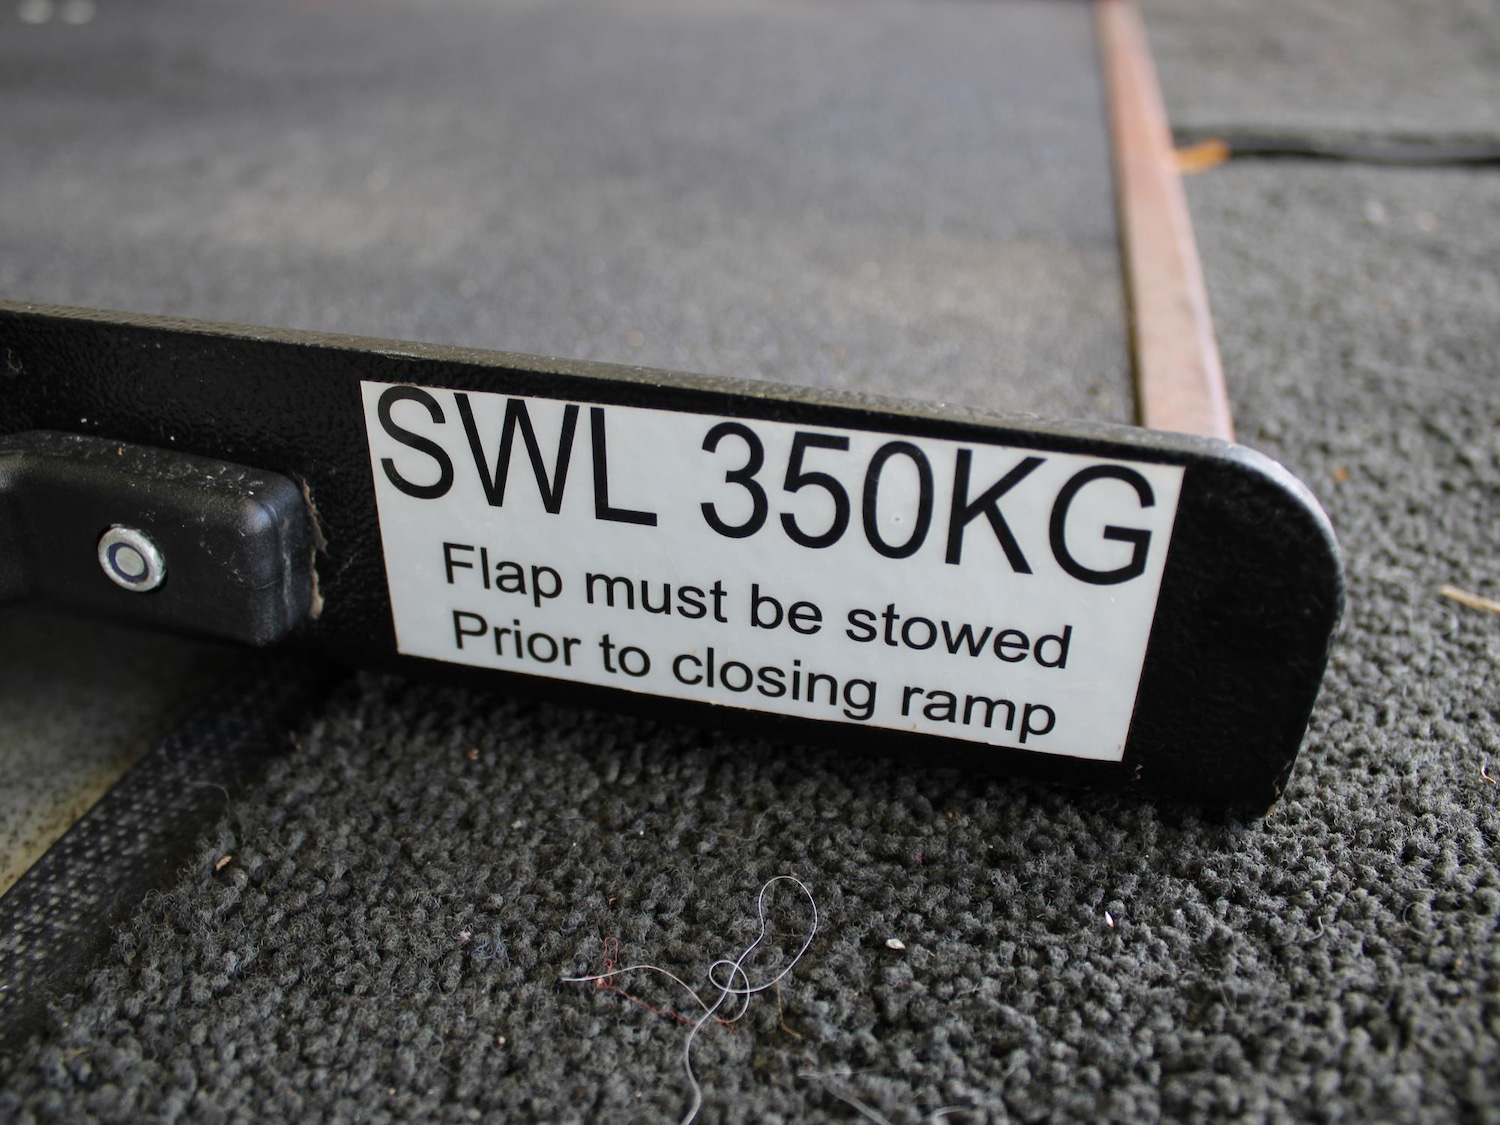 SWL 350KG
Flap must be stowed
Prior to closing ramp